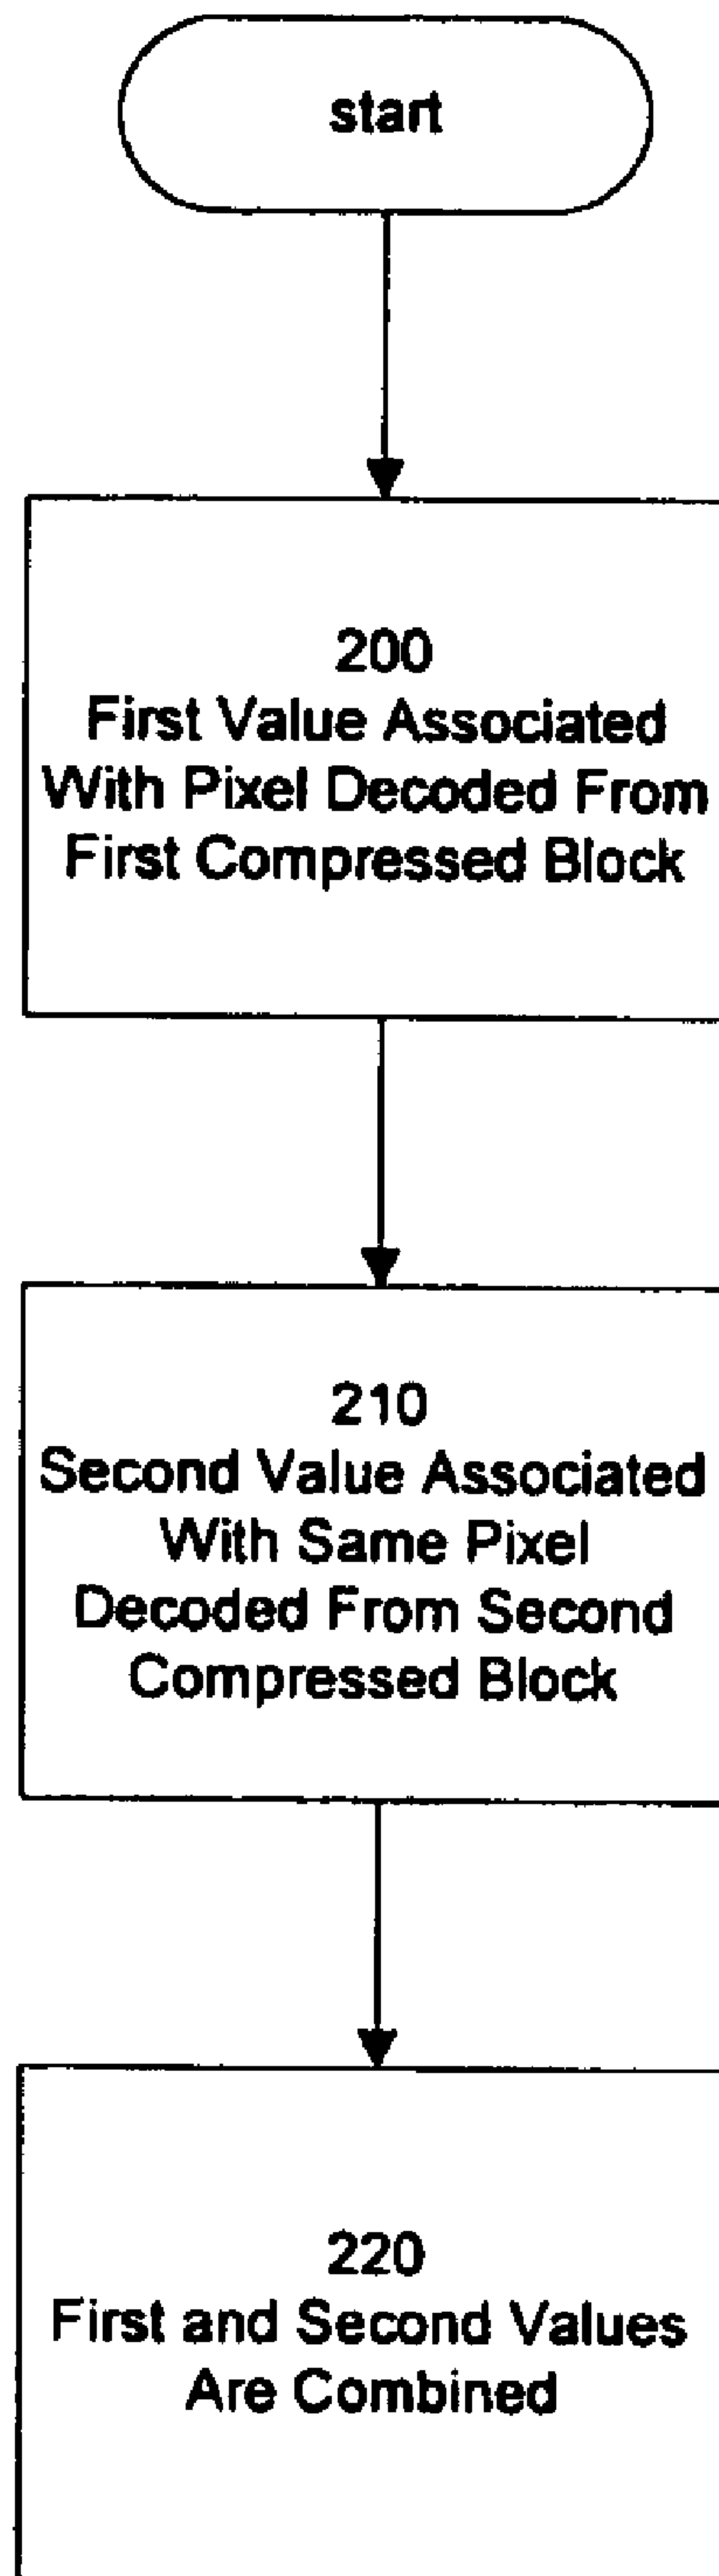 start
200
First Value Associated
With Pixel Decoded From
First Compressed Block
210
Second Value Associated
With Same Pixel
Decoded From Second
Compressed Block
220
First and Second Values
Are Combined